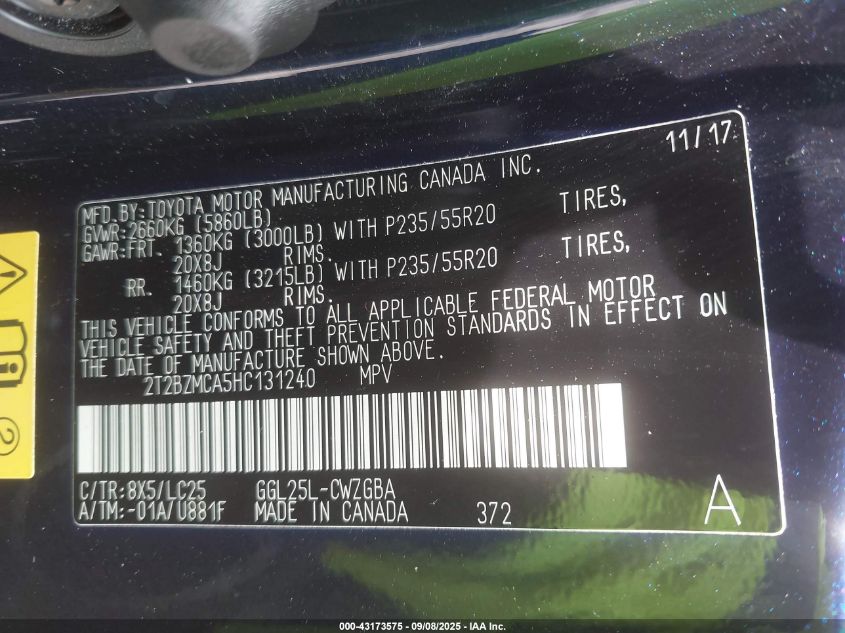 11/17
MFD.BY:TOYOTA MOTOR MANUFACTURING CANADA INC.
GVWR:2660KG (5860LB)
GAWR:FRT. 1360KG (3000LB) WITH P235/55R20 TIRES,
20X8J RIMS.
RR. 1460KG (3215LB) WITH P235/55R20 TIRES,
20X8J RIMS.
THIS VEHICLE CONFORMS TO ALL APPLICABLE FEDERAL MOTOR
VEHICLE SAFETY AND THEFT PREVENTION STANDARDS IN EFFECT ON
THE DATE OF MANUFACTURE SHOWN ABOVE.
2T2BZMCA5HC131240 MPV
C/TR:8X5/LC25 GGL25L-CWZGBA
A/TM:-01A/U881F MADE IN CANADA 372 A
2
000-43173575 - 09/08/2025 - IAA Inc.